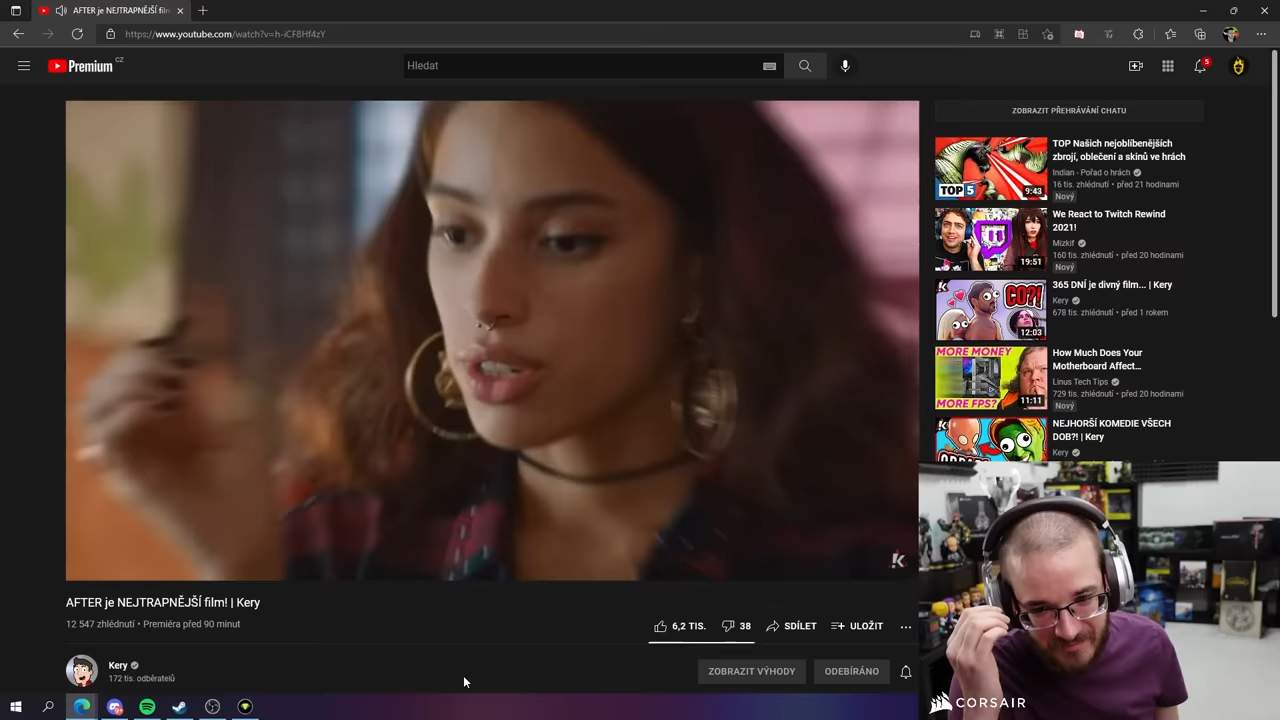 AFTER je NEJTRAPNĚJŠÍ film
https://www.youtube.com/watch?v=h-iCF8Hf4zY
Premium CZ
Hledat
5
ZOBRAZIT PŘEHRÁVÁNÍ CHATU
TOP 5
9:43
TOP Našich nejoblíbenějších
zbrojí, oblečení a skinů ve hrách
Indian - Pořad o hrách
16 tis. zhlédnutí • před 21 hodinami
Nový
19:51
We React to Twitch Rewind
2021!
Mizkif
160 tis. zhlédnutí • před 20 hodinami
Nový
CO?!
12:03
365 DNÍ je divný film... | Kery
Kery
678 tis. zhlédnutí • před 1 rokem
MORE MONEY
MORE FPS?
11:11
How Much Does Your
Motherboard Affect...
Linus Tech Tips
729 tis. zhlédnutí • před 20 hodinami
Nový
NEJHORŠÍ KOMEDIE VŠECH
DOB?! | Kery
Kery
K
AFTER je NEJTRAPNĚJŠÍ film! | Kery
12 547 zhlédnutí • Premiéra před 90 minut
6,2 TIS.
38
SDÍLET
ULOŽIT
Kery
172 tis. odběratelů
ZOBRAZIT VÝHODY
ODEBÍRÁNO
CORSAIR